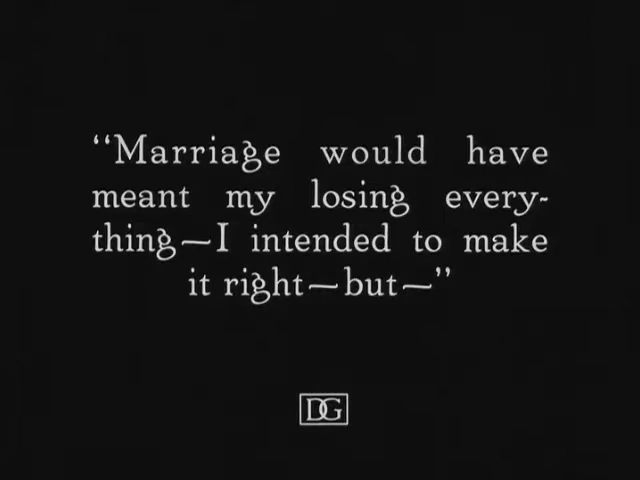 “Marriage would have
meant my losing every-
thing—I intended to make
it right—but—”
DG